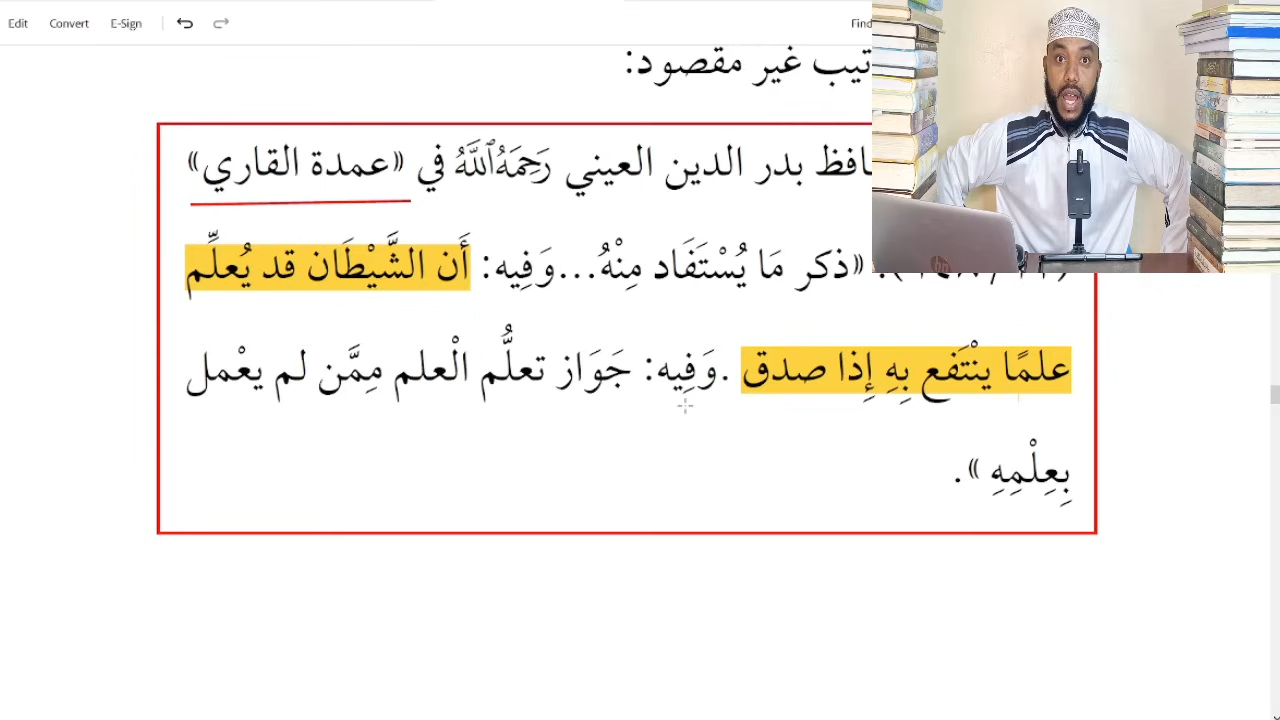 Edit Convert E-Sign Find
تيب غير مقصود:
افظ بدر الدين العيني رَحِمَهُ ٱللَّهُ في «عمدة القاري»
«ذكر مَا يُسْتَفَاد مِنْهُ...وَفِيه: أَن الشَّيْطَان قد يُعلِّم
علمًا ينْتَفع بِهِ إِذا صدق .وَفِيه: جَوَاز تعلُّم الْعلم مِمَّن لم يعْمل
بِعِلْمِهِ ».